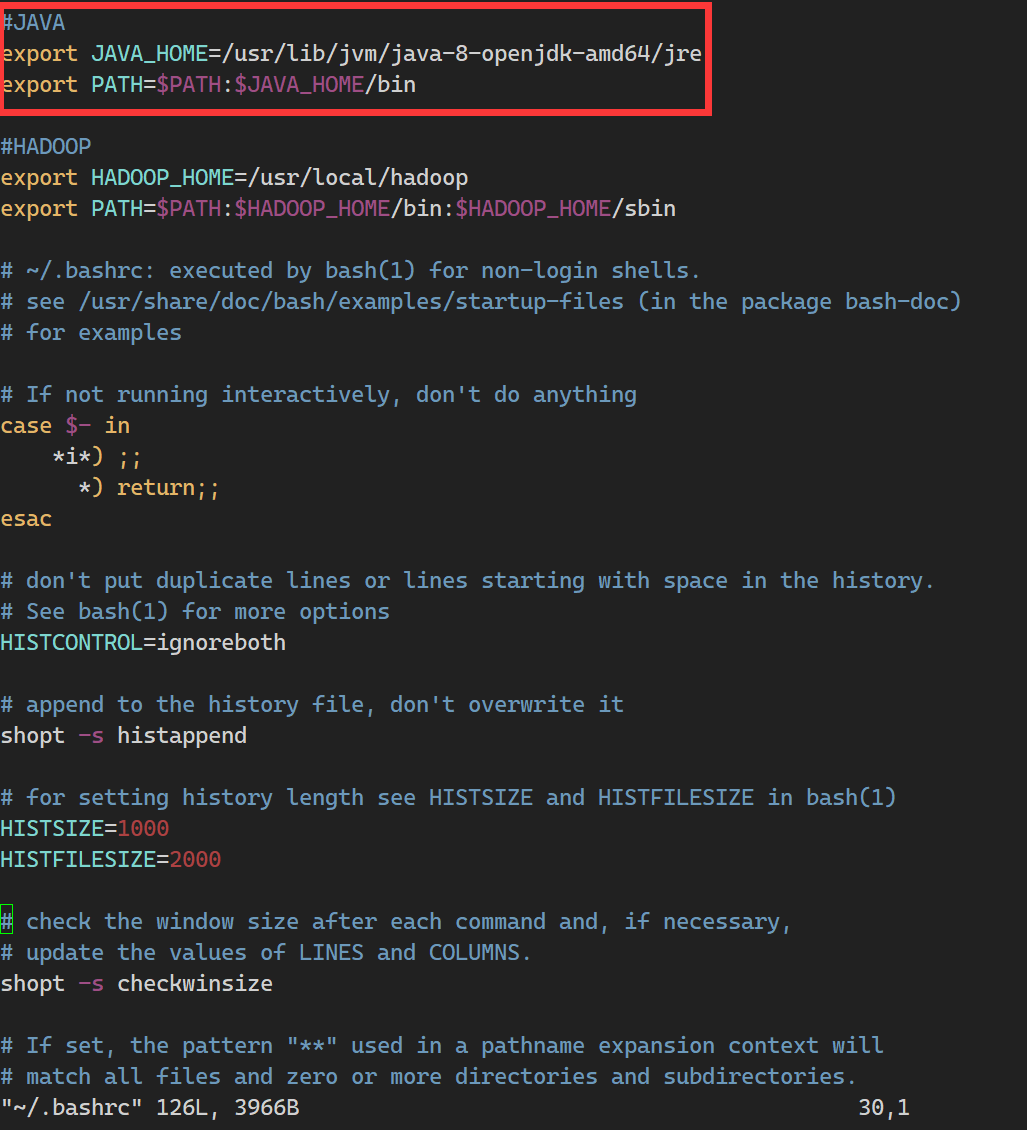 #JAVA
export JAVA_HOME=/usr/lib/jvm/java-8-openjdk-amd64/jre
export PATH=$PATH:$JAVA_HOME/bin
#HADOOP
export HADOOP_HOME=/usr/local/hadoop
export PATH=$PATH:$HADOOP_HOME/bin:$HADOOP_HOME/sbin
# ~/.bashrc: executed by bash(1) for non-login shells.
# see /usr/share/doc/bash/examples/startup-files (in the package bash-doc)
# for examples
# If not running interactively, don't do anything
case $- in
    *i*) ;;
      *) return;;
esac
# don't put duplicate lines or lines starting with space in the history.
# See bash(1) for more options
HISTCONTROL=ignoreboth
# append to the history file, don't overwrite it
shopt -s histappend
# for setting history length see HISTSIZE and HISTFILESIZE in bash(1)
HISTSIZE=1000
HISTFILESIZE=2000
# check the window size after each command and, if necessary,
# update the values of LINES and COLUMNS.
shopt -s checkwinsize
# If set, the pattern "**" used in a pathname expansion context will
# match all files and zero or more directories and subdirectories.
"~/.bashrc" 126L, 3966B 30,1